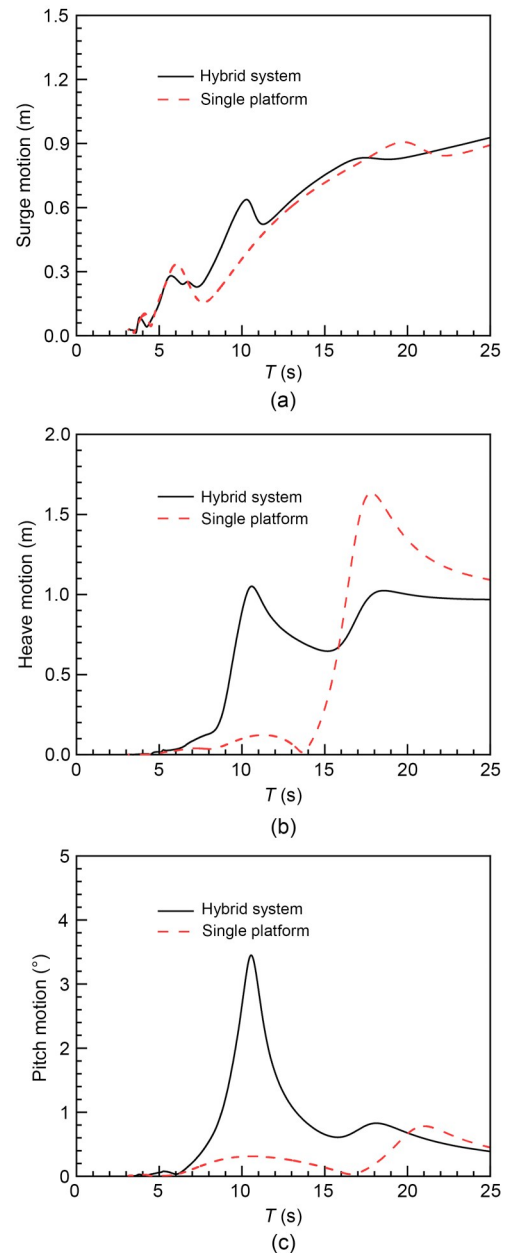 1.5
1.2
0.9
0.6
0.3
0.0
Surge motion (m)
Hybrid system
Single platform
0 5 10 15 20 25
T (s)
(a)
2.0
1.5
1.0
0.5
0.0
Heave motion (m)
Hybrid system
Single platform
0 5 10 15 20 25
T (s)
(b)
5
4
3
2
1
0
Pitch motion (°)
Hybrid system
Single platform
0 5 10 15 20 25
T (s)
(c)